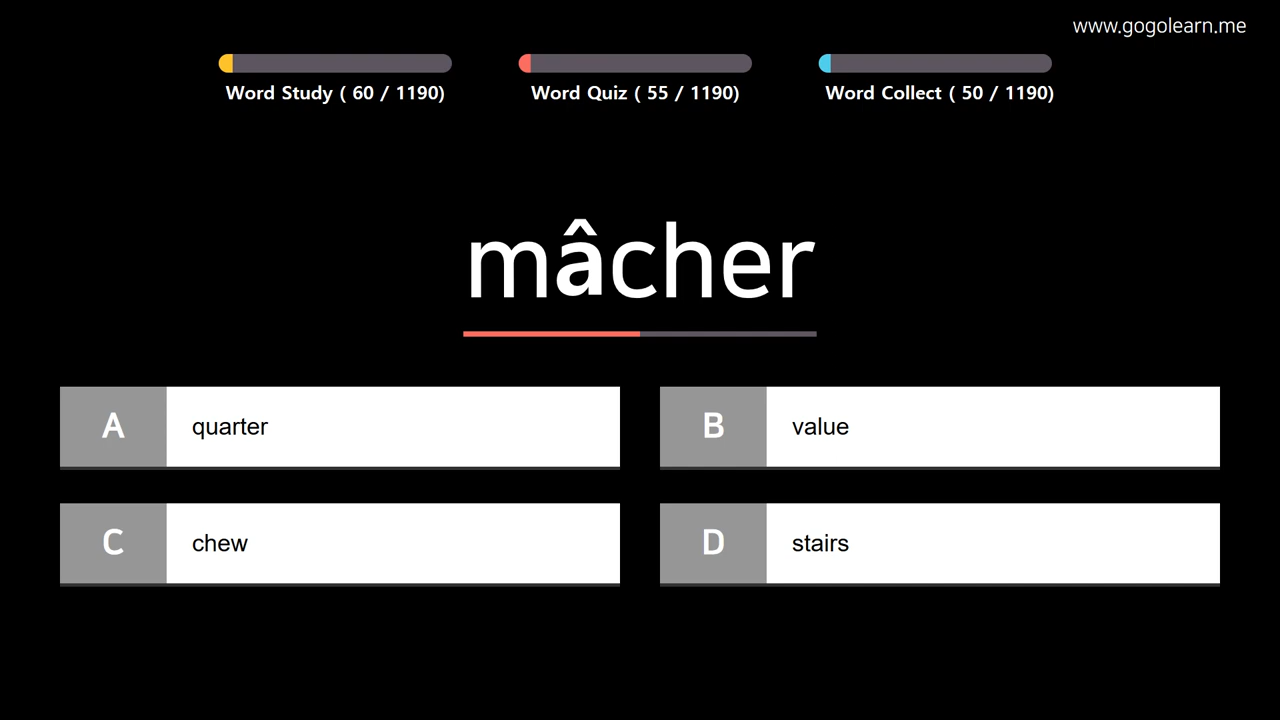 www.gogolearn.me
Word Study ( 60 / 1190)
Word Quiz ( 55 / 1190)
Word Collect ( 50 / 1190)
mâcher
A quarter
B value
C chew
D stairs